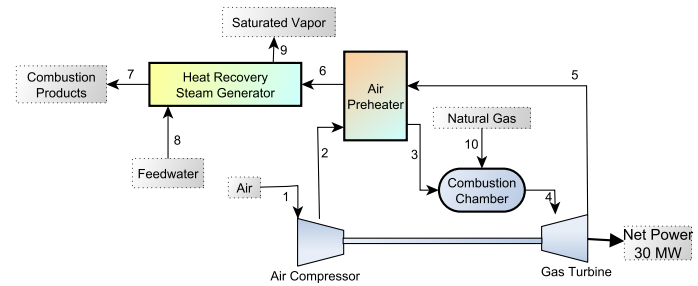 Saturated Vapor
9
Combustion
Products
7
Heat Recovery
Steam Generator
6
Air
Preheater
5
8
Feedwater
2
3
Natural Gas
10
Air
1
Combustion
Chamber
4
Net Power
30 MW
Air Compressor
Gas Turbine